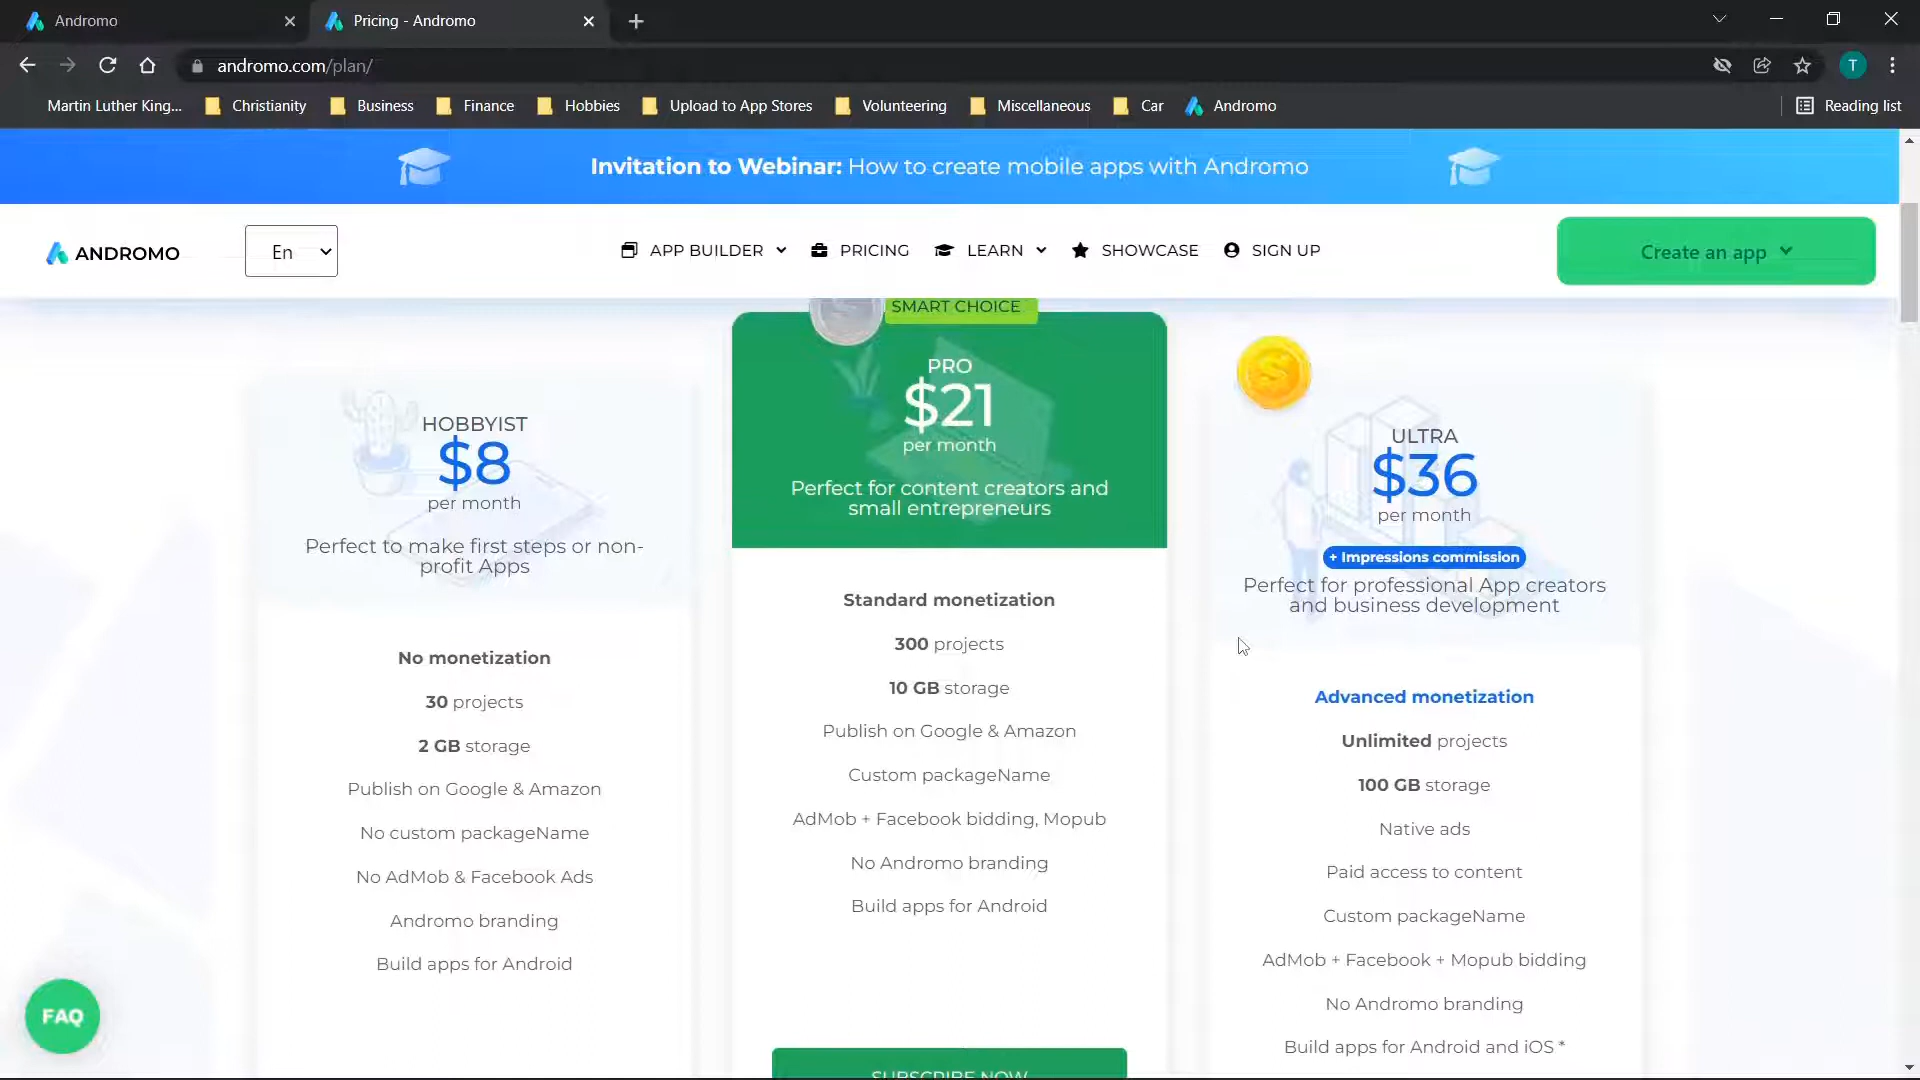 Andromo
Pricing - Andromo
andromo.com/plan/
T
Martin Luther King...
Christianity
Business
Finance
Hobbies
Upload to App Stores
Volunteering
Miscellaneous
Car
Andromo
Reading list
Invitation to Webinar: How to create mobile apps with Andromo
ANDROMO
En
APP BUILDER
PRICING
LEARN
SHOWCASE
SIGN UP
Create an app
HOBBYIST
$8
per month
Perfect to make first steps or non-
profit Apps
No monetization
30 projects
2 GB storage
Publish on Google & Amazon
No custom packageName
No AdMob & Facebook Ads
Andromo branding
Build apps for Android
SMART CHOICE
PRO
$21
per month
Perfect for content creators and
small entrepreneurs
Standard monetization
300 projects
10 GB storage
Publish on Google & Amazon
Custom packageName
AdMob + Facebook bidding, Mopub
No Andromo branding
Build apps for Android
SUBSCRIBE NOW
ULTRA
$36
per month
+ Impressions commission
Perfect for professional App creators
and business development
Advanced monetization
Unlimited projects
100 GB storage
Native ads
Paid access to content
Custom packageName
AdMob + Facebook + Mopub bidding
No Andromo branding
Build apps for Android and iOS *
FAQ